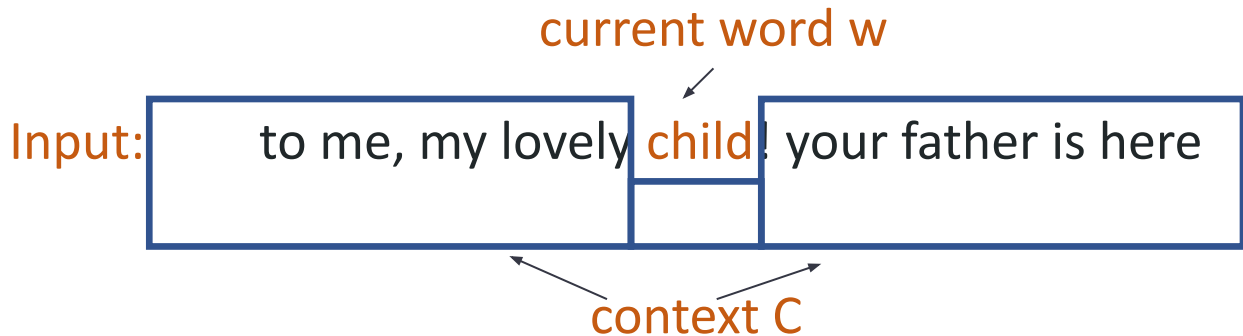 current word w
Input: to me, my lovely child! your father is here
context C